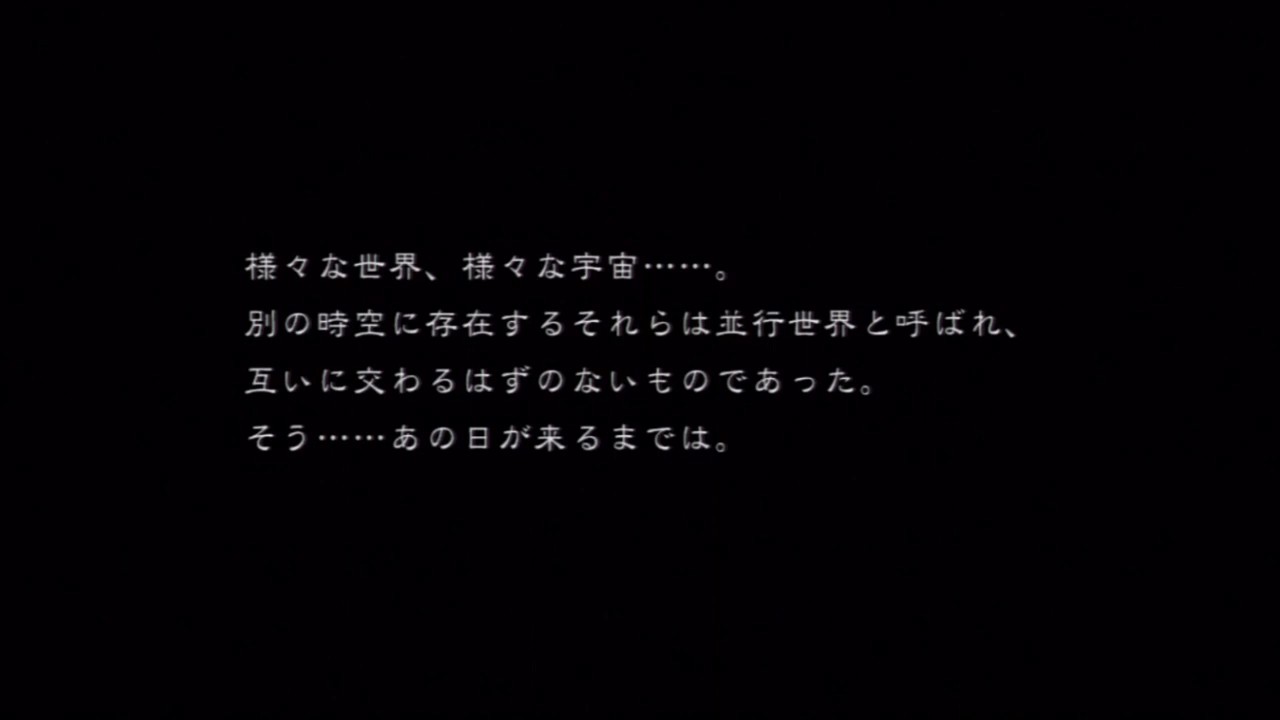 様々な世界、様々な宇宙……。
別の時空に存在するそれらは並行世界と呼ばれ、
互いに交わるはずのないものであった。
そう……あの日が来るまでは。